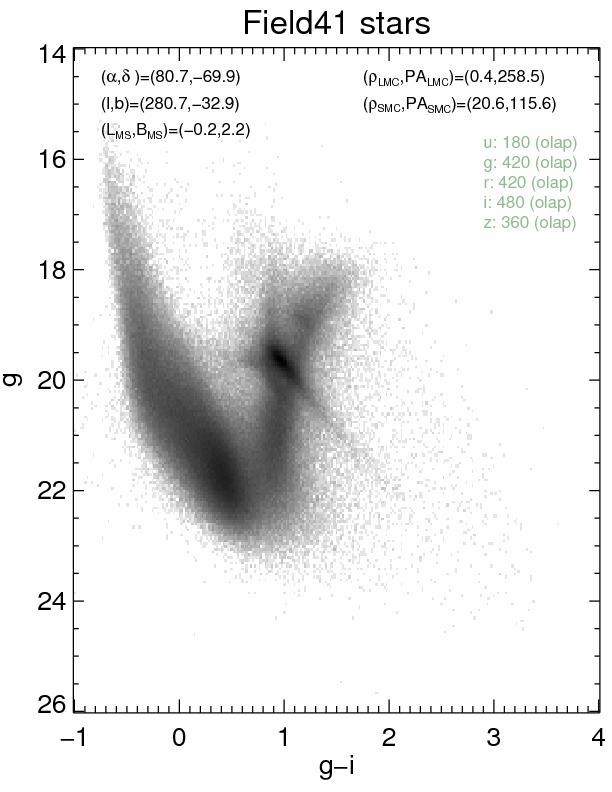 Field41 stars
14
(α,δ)=(80.7,−69.9)
(ρLMC,PALMC)=(0.4,258.5)
(l,b)=(280.7,−32.9)
(ρSMC,PASMC)=(20.6,115.6)
(LMS,BMS)=(−0.2,2.2)
u: 180 (olap)
g: 420 (olap)
r: 420 (olap)
i: 480 (olap)
z: 360 (olap)
16
18
g
20
22
24
26
−1 0 1 2 3 4
g−i